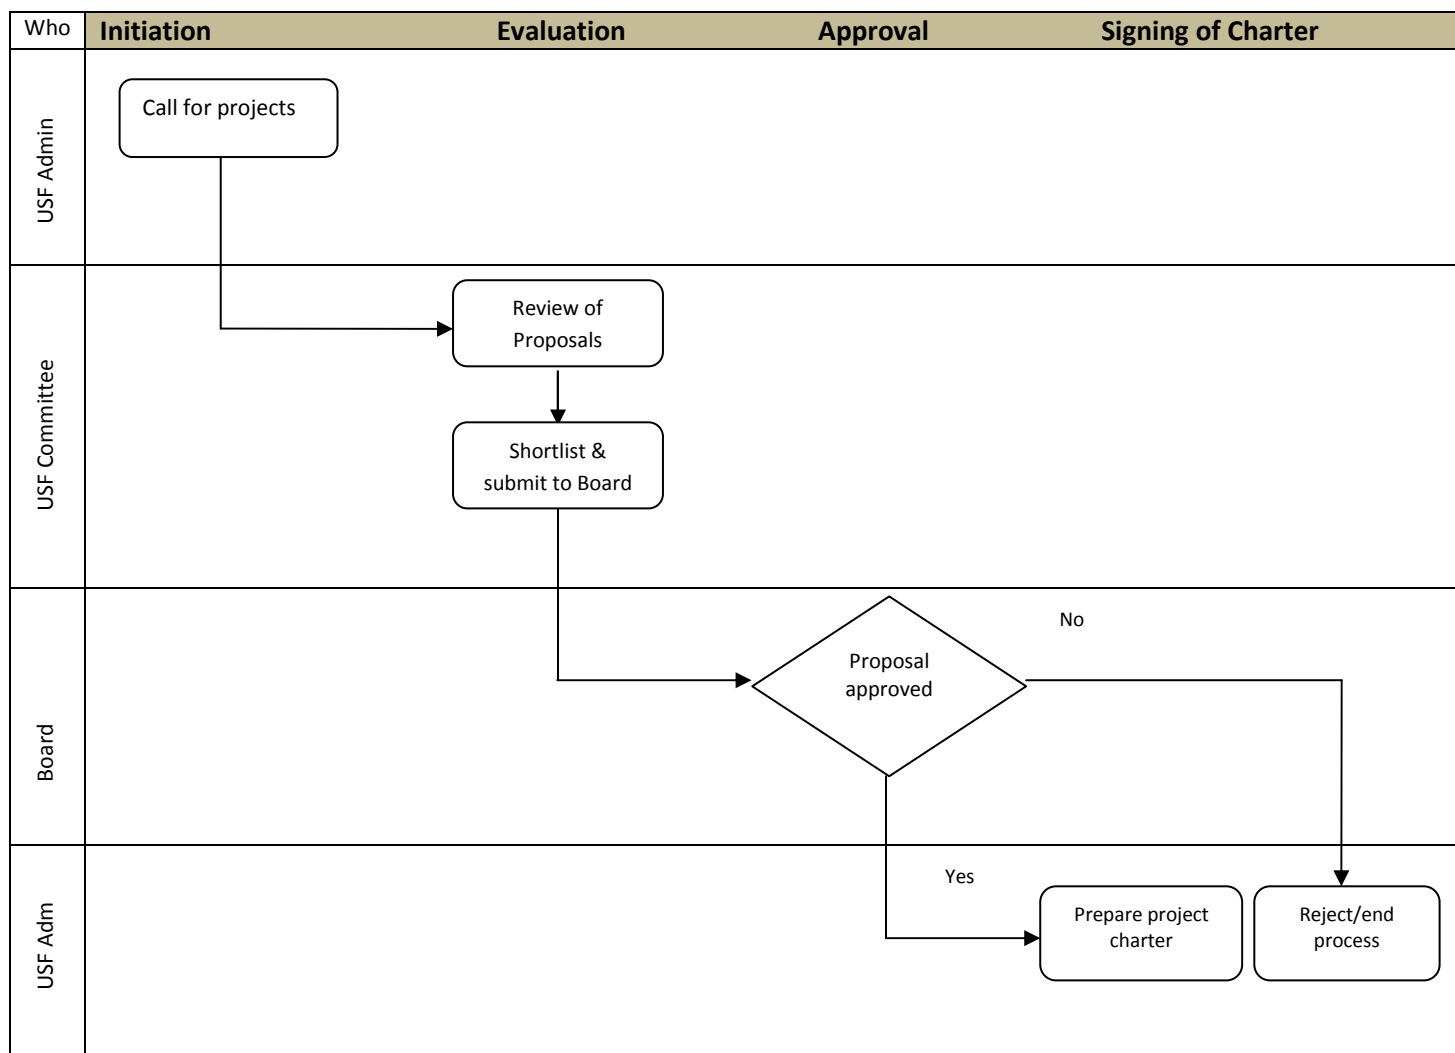 Who Initiation Evaluation Approval Signing of Charter
USF Admin
Call for projects
USF Committee
Review of
Proposals
Shortlist &
submit to Board
Board
Proposal
approved
No
USF Adm
Yes
Prepare project
charter
Reject/end
process